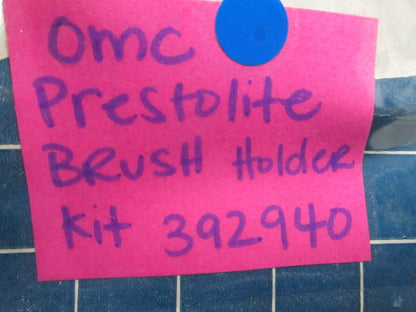 omc
Prestolite
BRUSH Holder
Kit 392940